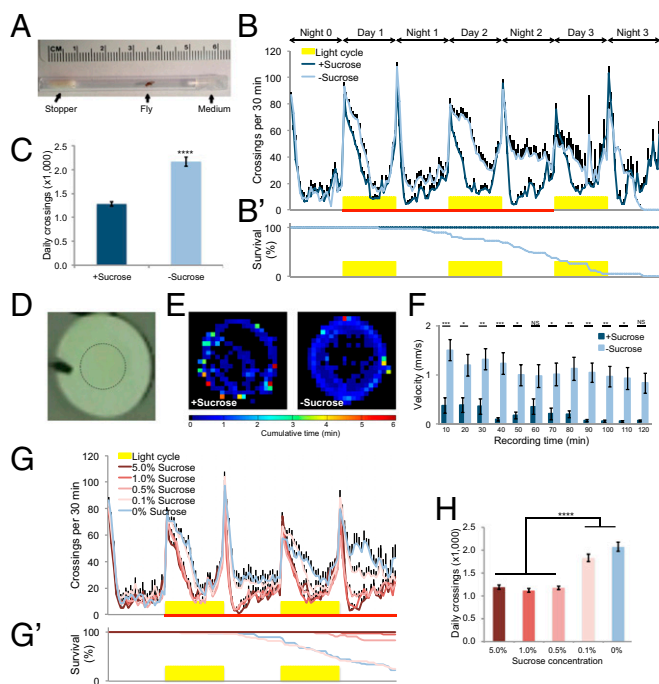 A
CM 1 2 3 4 5 6
Stopper Fly Medium
B
Night 0 Day 1 Night 1 Day 2 Night 2 Day 3 Night 3
Crossings per 30 min
120
100
80
60
40
20
0
Light cycle
+Sucrose
-Sucrose
B'
Survival (%)
100
0
C
Daily crossings (x1,000)
2.5
2.0
1.5
1.0
0.5
0.0
****
+Sucrose -Sucrose
D
E
+Sucrose -Sucrose
0 1 2 3 4 5 6
Cumulative time (min)
F
*** * ** ** * NS * ** ** ** * NS
+Sucrose
-Sucrose
Velocity (mm/s)
2
1
0
10 20 30 40 50 60 70 80 90 100 110 120
Recording time (min)
G
Crossings per 30 min
120
100
80
60
40
20
0
Light cycle
5.0% Sucrose
1.0% Sucrose
0.5% Sucrose
0.1% Sucrose
0% Sucrose
G'
Survival (%)
100
0
H
Daily crossings (x1,000)
2.5
2.0
1.5
1.0
0.5
0.0
****
5.0% 1.0% 0.5% 0.1% 0%
Sucrose concentration